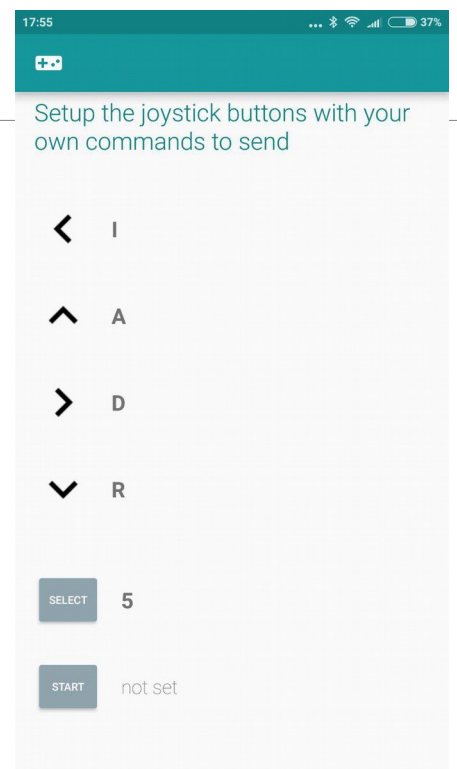 17:55
... 37%
Setup the joystick buttons with your
own commands to send
I
A
D
R
SELECT 5
START not set